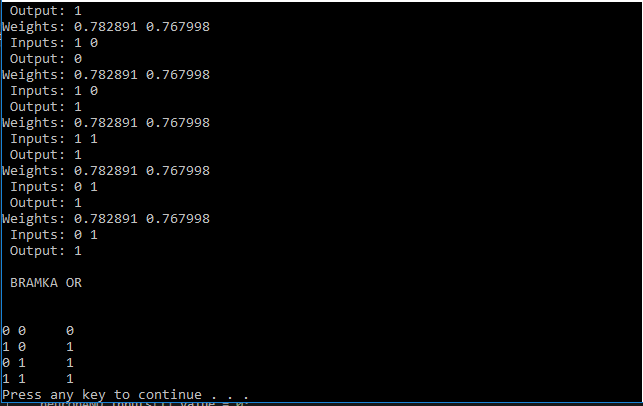 Output: 1
Weights: 0.782891 0.767998
Inputs: 1 0
Output: 0
Weights: 0.782891 0.767998
Inputs: 1 0
Output: 1
Weights: 0.782891 0.767998
Inputs: 1 1
Output: 1
Weights: 0.782891 0.767998
Inputs: 0 1
Output: 1
Weights: 0.782891 0.767998
Inputs: 0 1
Output: 1
BRAMKA OR
0 0 0
1 0 1
0 1 1
1 1 1
Press any key to continue . . .